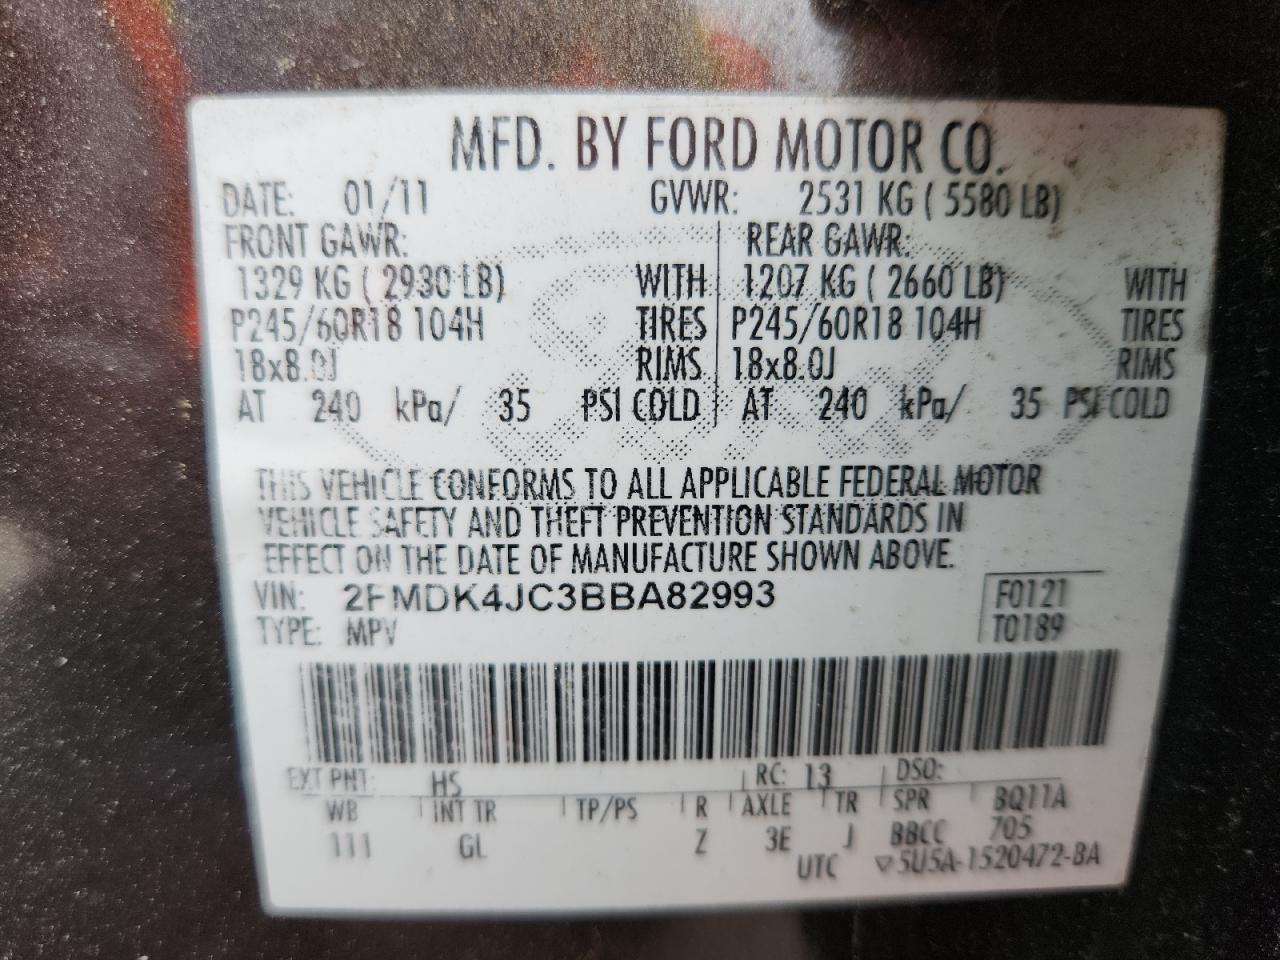 MFD. BY FORD MOTOR CO.
DATE: 01/11 GVWR: 2531 KG ( 5580 LB)
FRONT GAWR: REAR GAWR:
1329 KG ( 2930 LB) WITH 1207 KG ( 2660 LB) WITH
P245/60R18 104H TIRES P245/60R18 104H TIRES
18x8.0J RIMS 18x8.0J RIMS
AT 240 kPa/ 35 PSI COLD AT 240 kPa/ 35 PSI COLD
THIS VEHICLE CONFORMS TO ALL APPLICABLE FEDERAL MOTOR
VEHICLE SAFETY AND THEFT PREVENTION STANDARDS IN
EFFECT ON THE DATE OF MANUFACTURE SHOWN ABOVE.
VIN: 2FMDK4JC3BBA82993 F0121
TYPE: MPV T0189
EXT PNT: HS RC: 13 DSO:
WB INT TR TP/PS R AXLE TR SPR BQ11A
111 GL Z 3E J BBCC 705
UTC ▽5U5A-1520472-BA